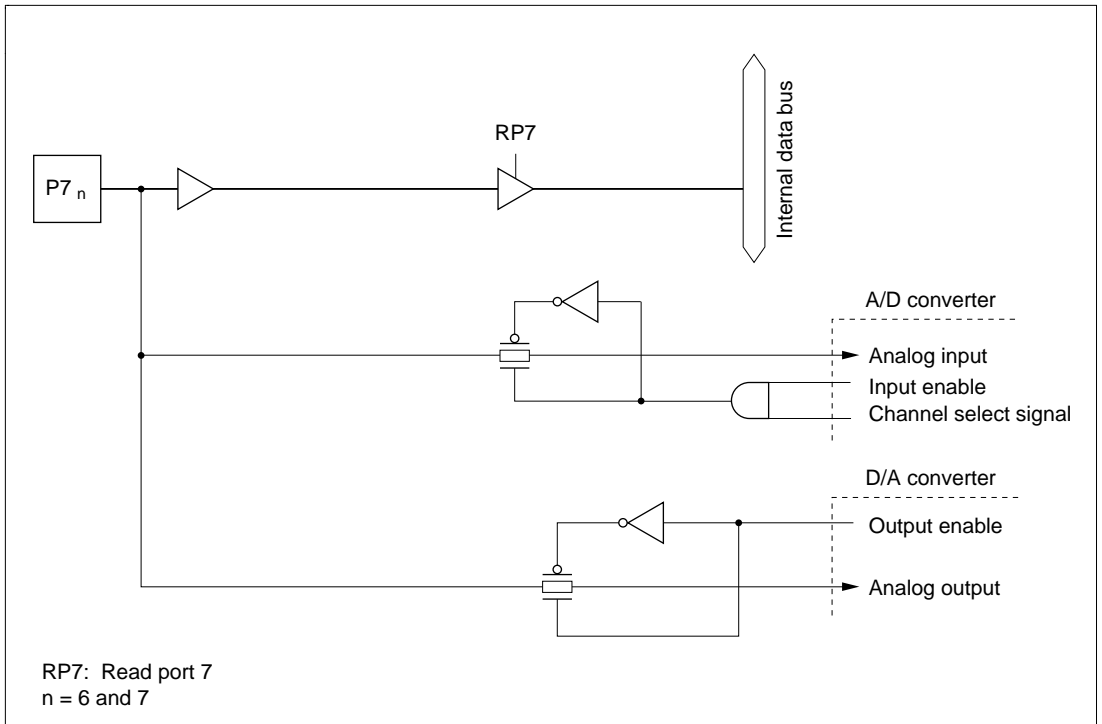 RP7
P7 n
Internal data bus
A/D converter
Analog input
Input enable
Channel select signal
D/A converter
Output enable
Analog output
RP7: Read port 7
n = 6 and 7